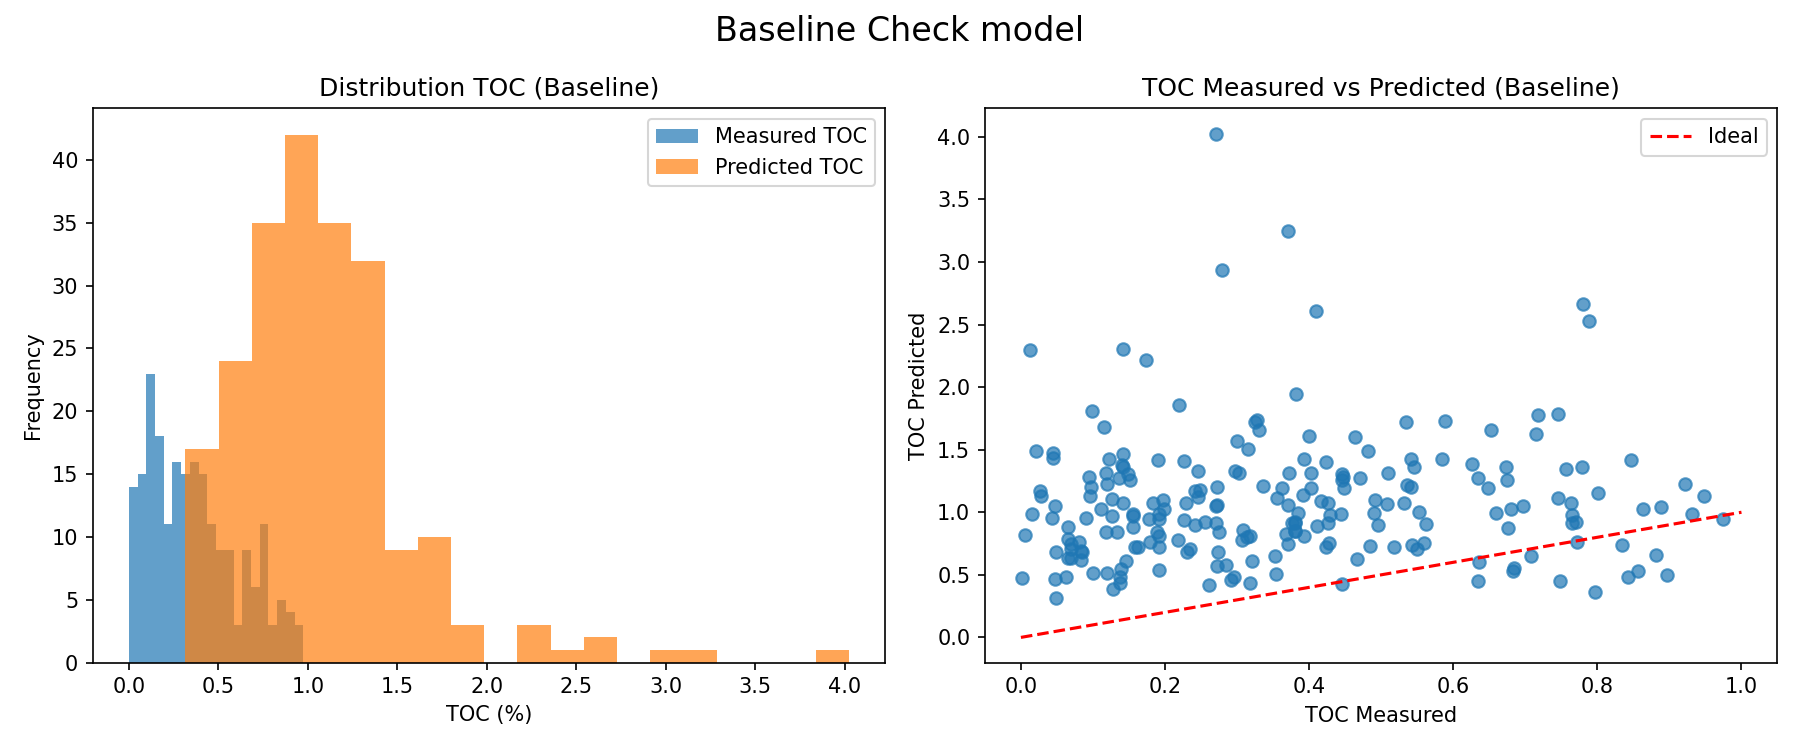 Baseline Check model
Distribution TOC (Baseline)
Measured TOC
Predicted TOC
Frequency
40
35
30
25
20
15
10
5
0
0.0 0.5 1.0 1.5 2.0 2.5 3.0 3.5 4.0
TOC (%)
TOC Measured vs Predicted (Baseline)
Ideal
TOC Predicted
4.0
3.5
3.0
2.5
2.0
1.5
1.0
0.5
0.0
0.0 0.2 0.4 0.6 0.8 1.0
TOC Measured